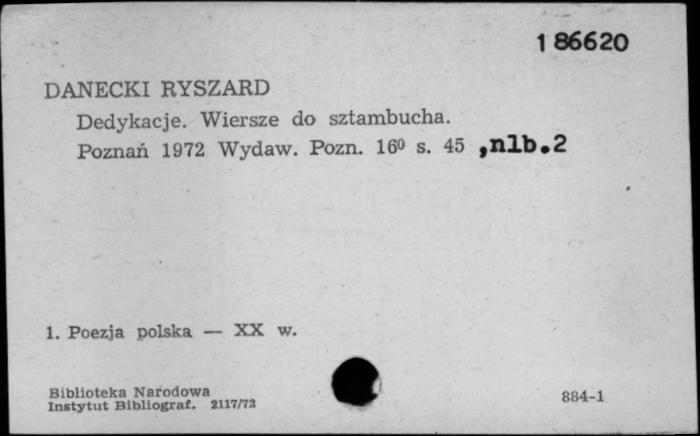 1 86620
DANECKI RYSZARD
Dedykacje. Wiersze do sztambucha.
Poznań 1972 Wydaw. Pozn. 16⁰ s. 45 ,nlb.2
1. Poezja polska — XX w.
Biblioteka Narodowa
Instytut Bibliograf. 2117/72
884-1